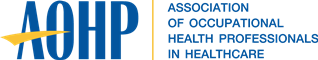 AOHP
ASSOCIATION
OF OCCUPATIONAL
HEALTH PROFESSIONALS
IN HEALTHCARE